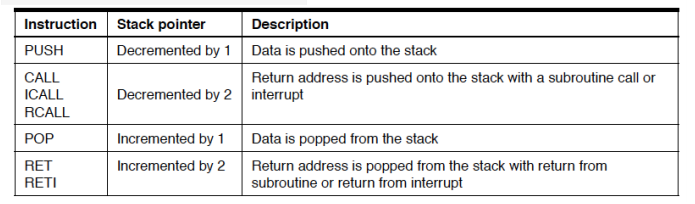 Instruction Stack pointer Description
PUSH Decremented by 1 Data is pushed onto the stack
CALL Return address is pushed onto the stack with a subroutine call or
ICALL Decremented by 2 interrupt
RCALL
POP Incremented by 1 Data is popped from the stack
RET Incremented by 2 Return address is popped from the stack with return from
RETI subroutine or return from interrupt